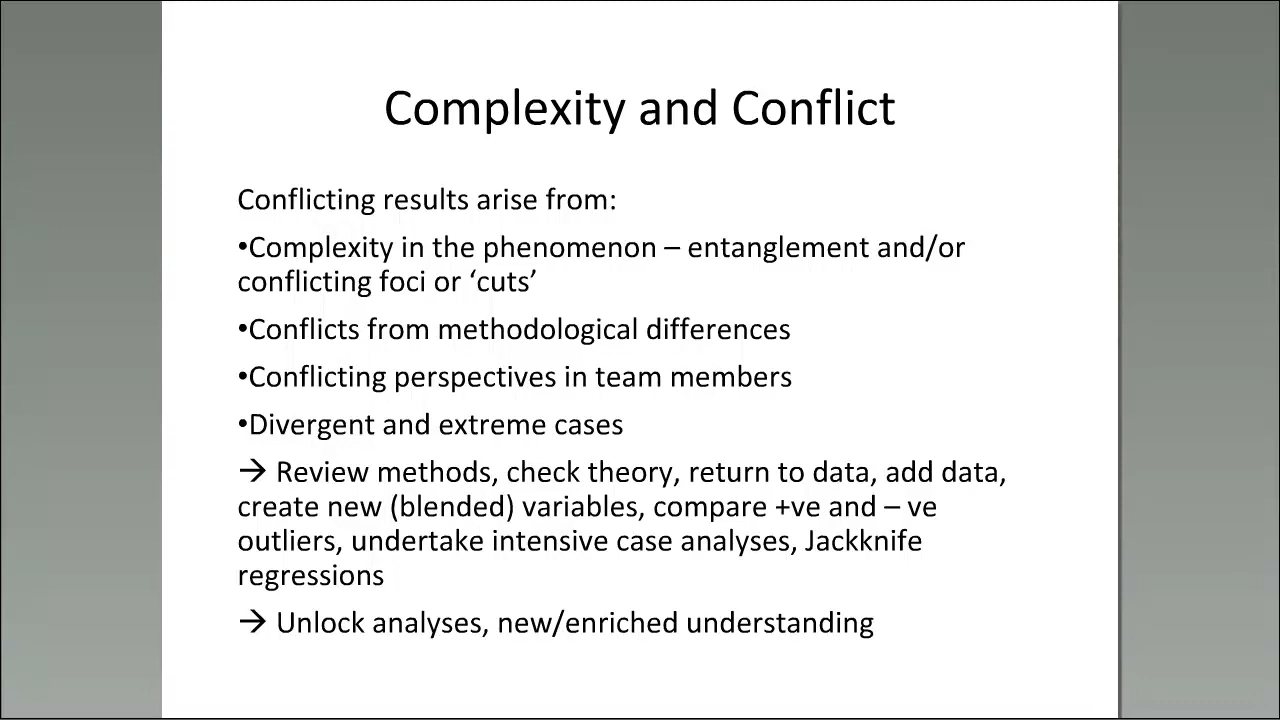 Complexity and Conflict
Conflicting results arise from:
•Complexity in the phenomenon – entanglement and/or
conflicting foci or ‘cuts’
•Conflicts from methodological differences
•Conflicting perspectives in team members
•Divergent and extreme cases
→ Review methods, check theory, return to data, add data,
create new (blended) variables, compare +ve and – ve
outliers, undertake intensive case analyses, Jackknife
regressions
→ Unlock analyses, new/enriched understanding